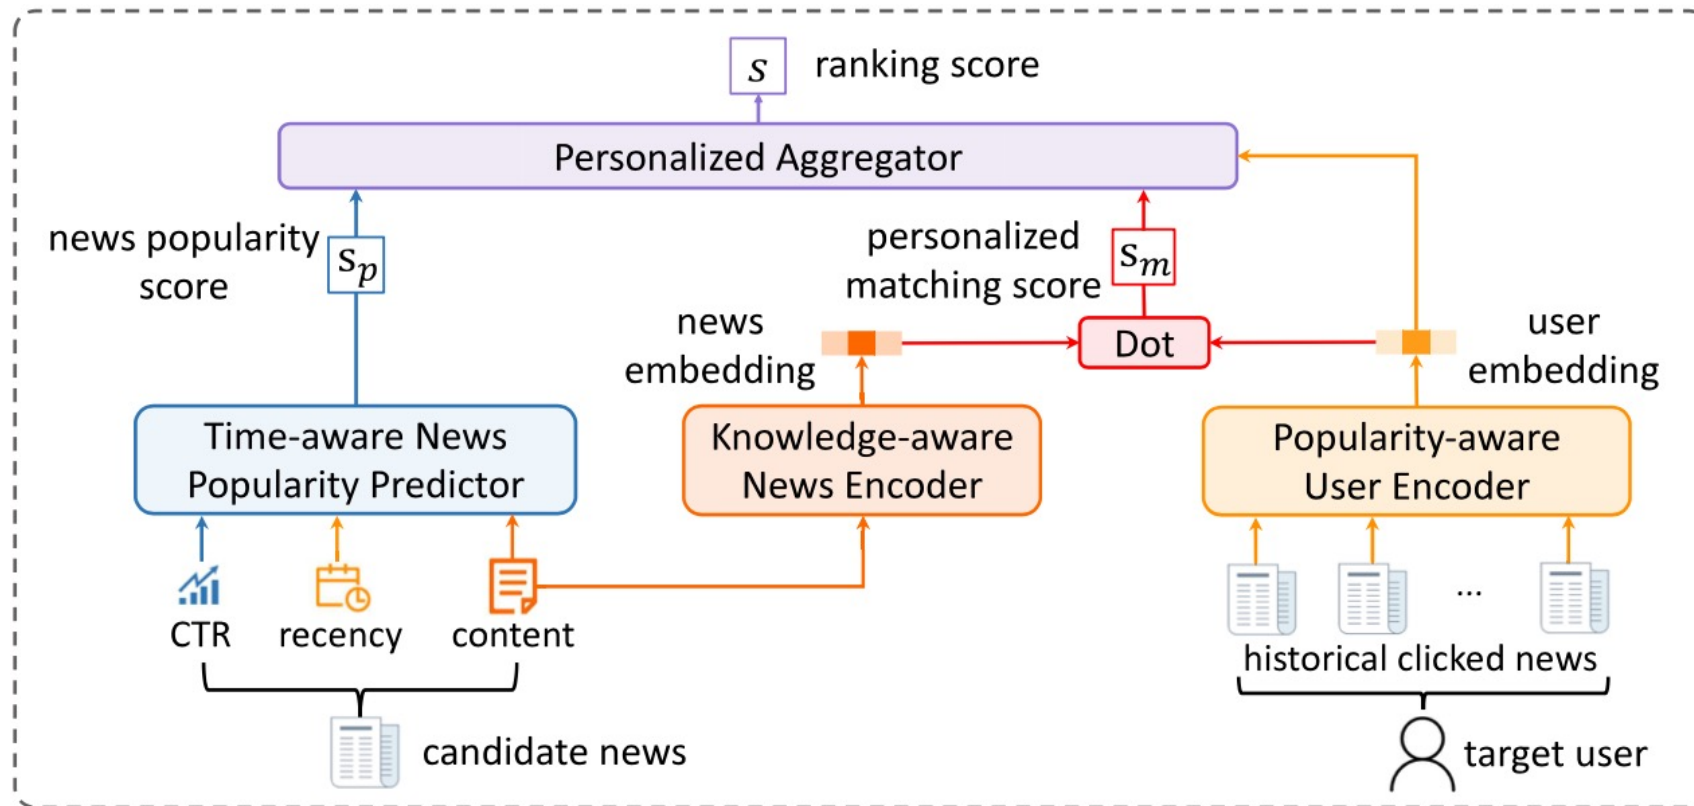 s ranking score
Personalized Aggregator
news popularity
score
s_p
personalized
matching score
s_m
news
embedding
Dot
user
embedding
Time-aware News
Popularity Predictor
Knowledge-aware
News Encoder
Popularity-aware
User Encoder
CTR recency content
...
historical clicked news
candidate news
target user